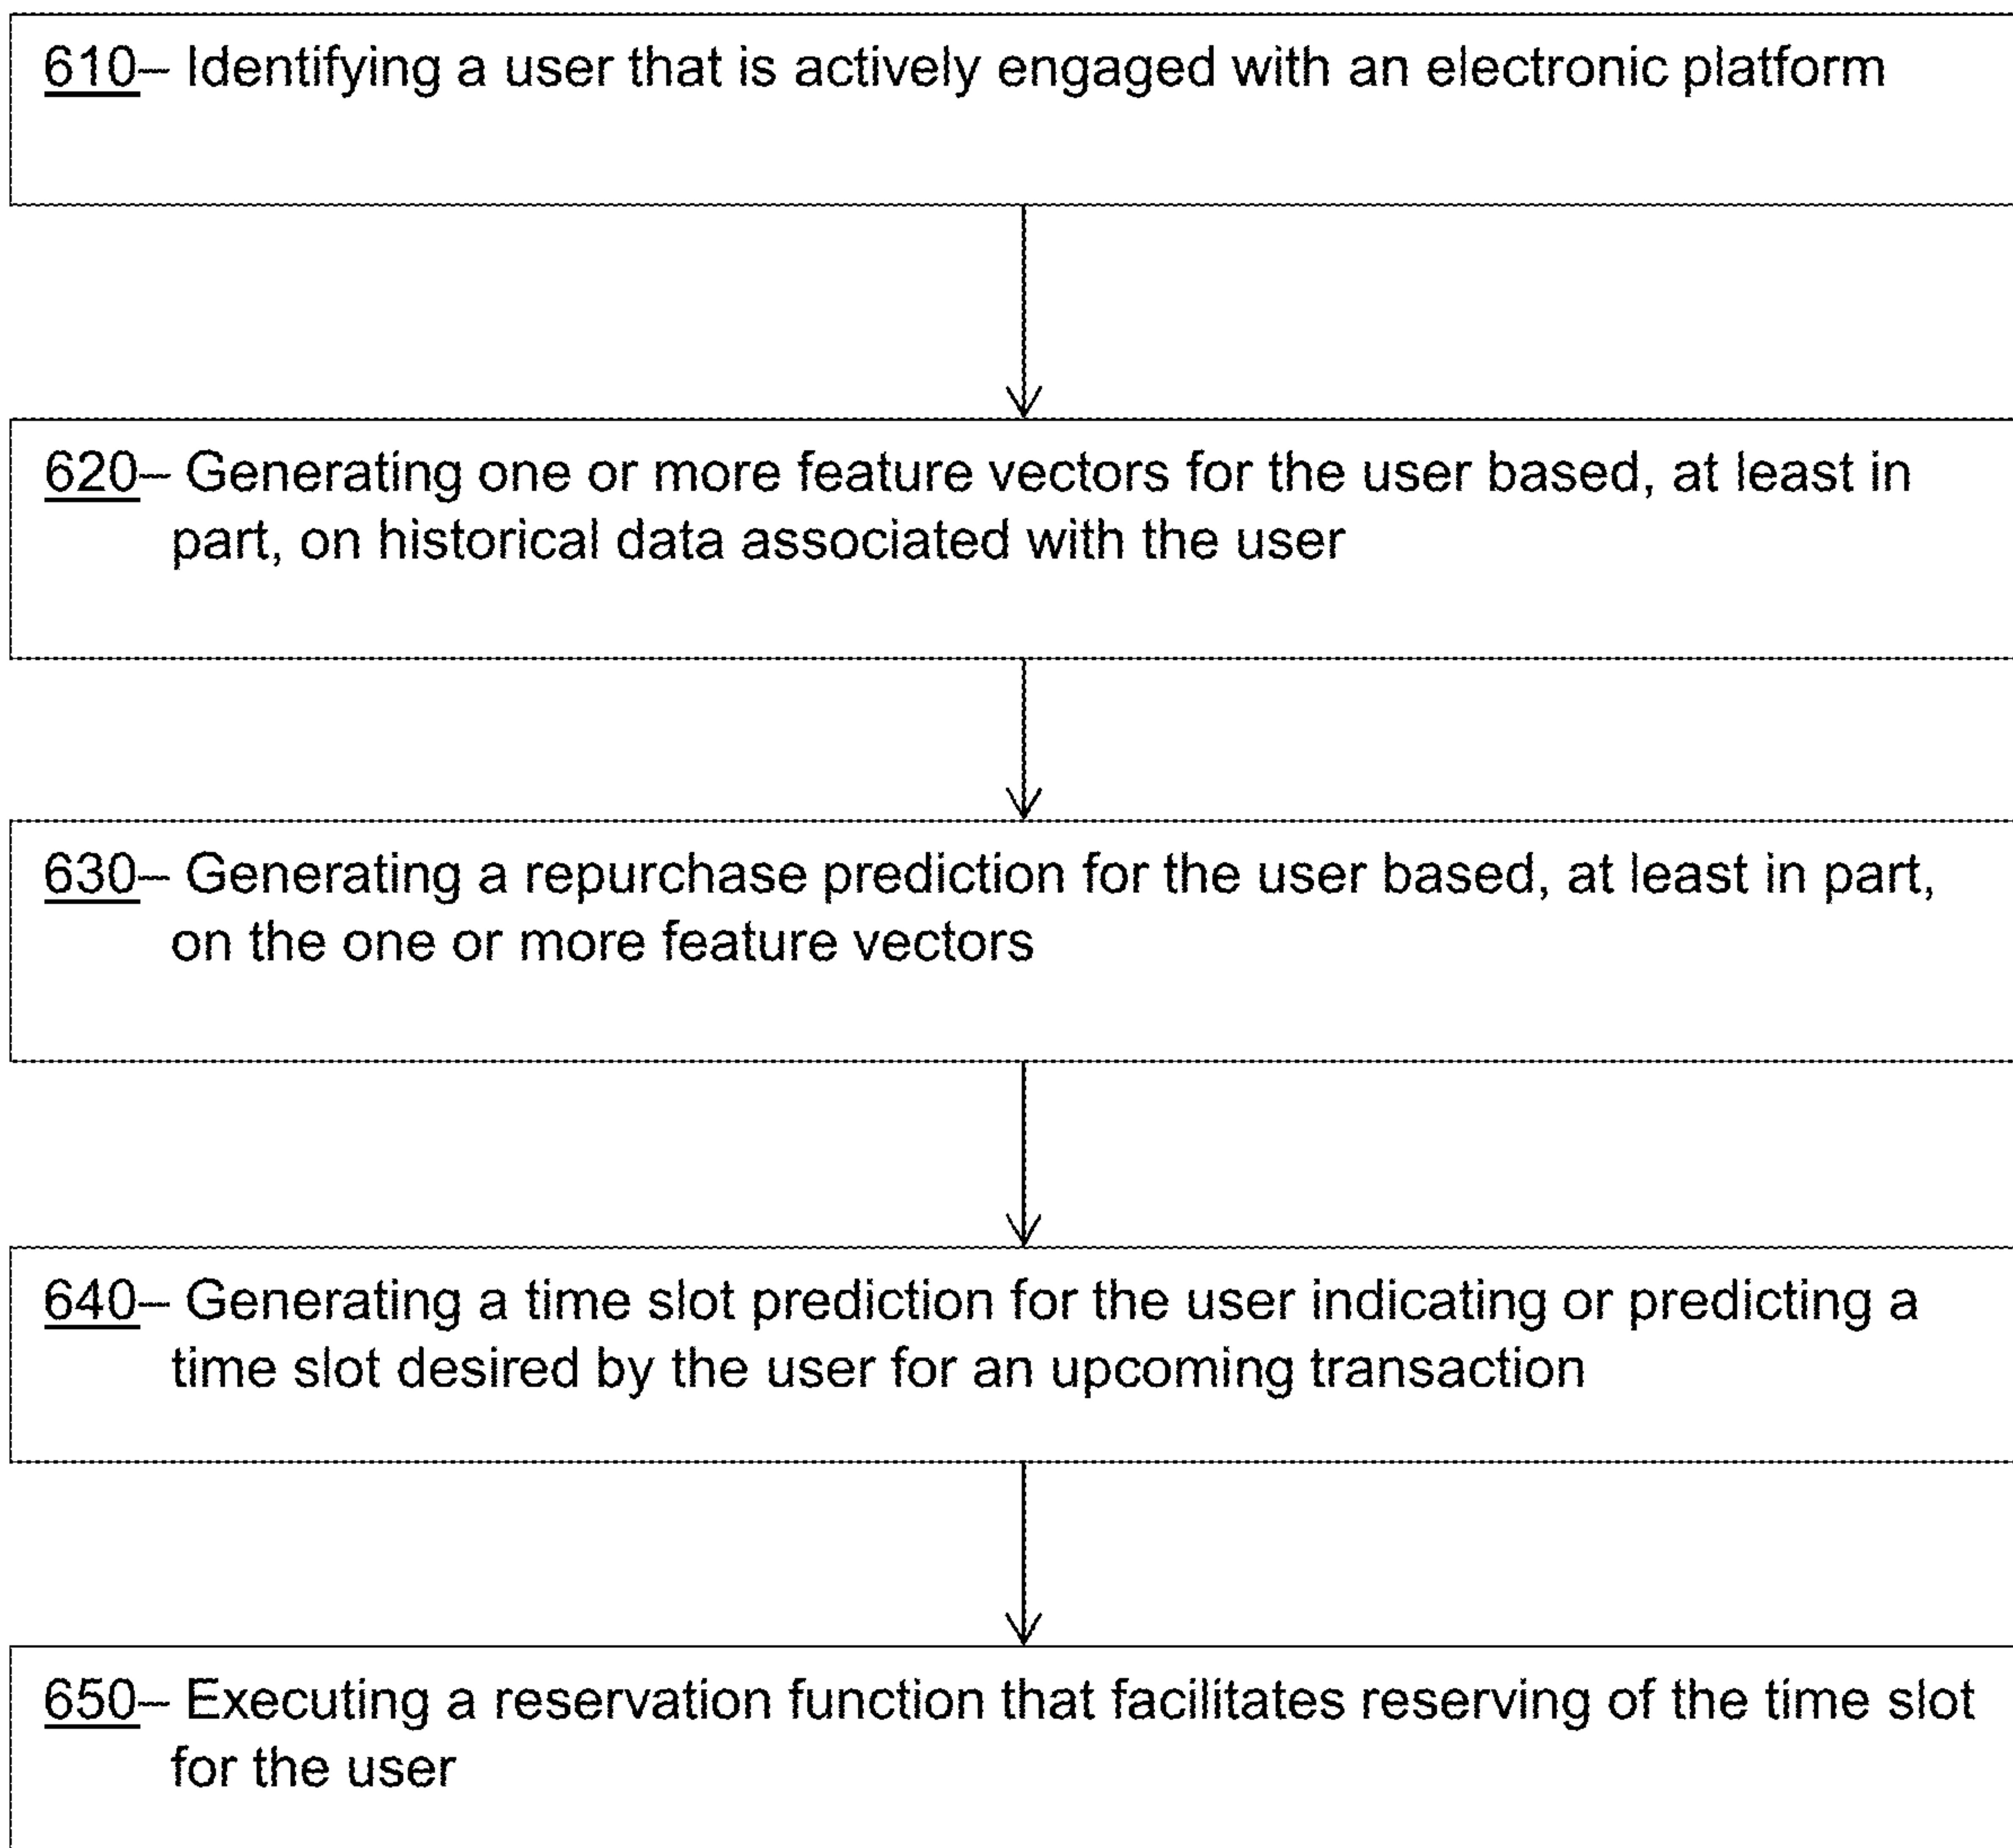 610– Identifying a user that is actively engaged with an electronic platform
620– Generating one or more feature vectors for the user based, at least in
part, on historical data associated with the user
630– Generating a repurchase prediction for the user based, at least in part,
on the one or more feature vectors
640– Generating a time slot prediction for the user indicating or predicting a
time slot desired by the user for an upcoming transaction
650– Executing a reservation function that facilitates reserving of the time slot
for the user